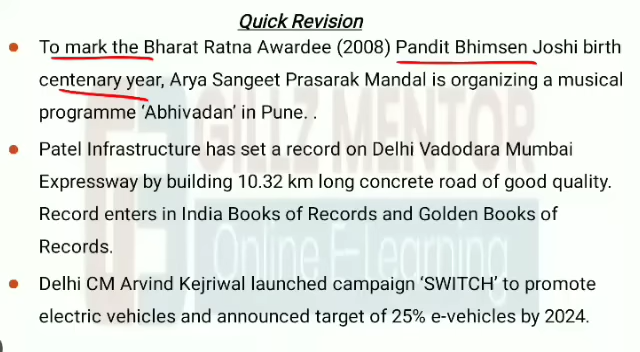 Quick Revision
To mark the Bharat Ratna Awardee (2008) Pandit Bhimsen Joshi birth
centenary year, Arya Sangeet Prasarak Mandal is organizing a musical
programme ‘Abhivadan’ in Pune. .
Patel Infrastructure has set a record on Delhi Vadodara Mumbai
Expressway by building 10.32 km long concrete road of good quality.
Record enters in India Books of Records and Golden Books of
Records.
Delhi CM Arvind Kejriwal launched campaign ‘SWITCH’ to promote
electric vehicles and announced target of 25% e-vehicles by 2024.
GILLZ MENTOR
Online E-Learning